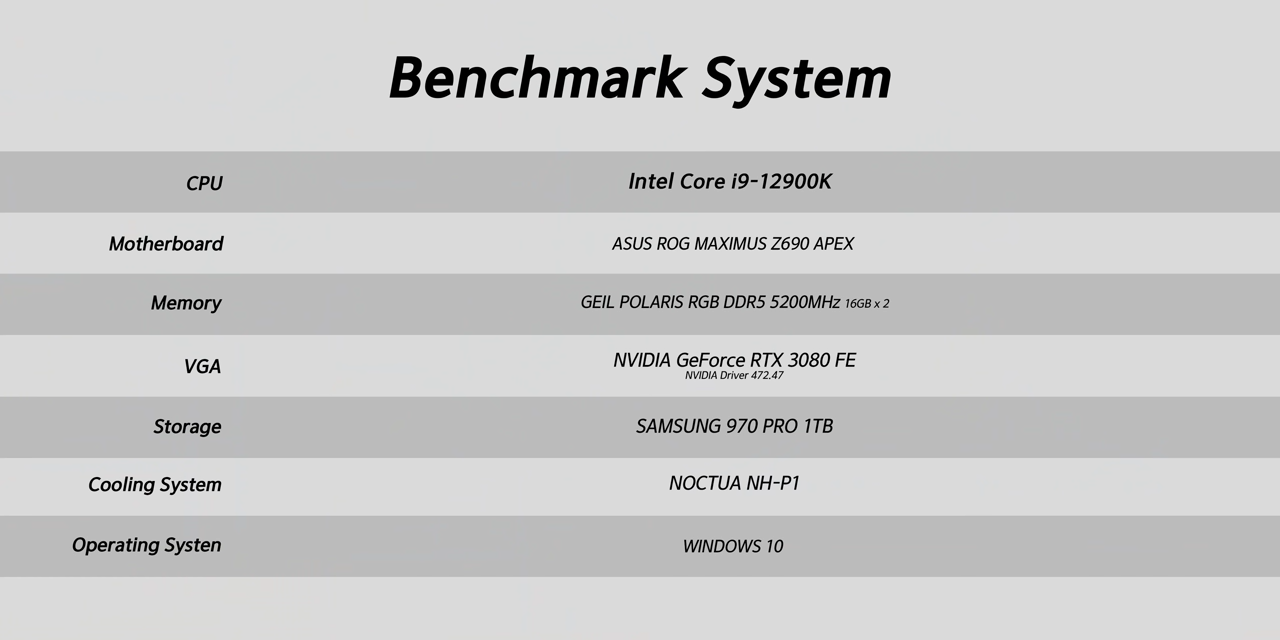 Benchmark System
CPU Intel Core i9-12900K
Motherboard ASUS ROG MAXIMUS Z690 APEX
Memory GEIL POLARIS RGB DDR5 5200MHz 16GB x 2
VGA NVIDIA GeForce RTX 3080 FE
NVIDIA Driver 472.47
Storage SAMSUNG 970 PRO 1TB
Cooling System NOCTUA NH-P1
Operating Systen WINDOWS 10